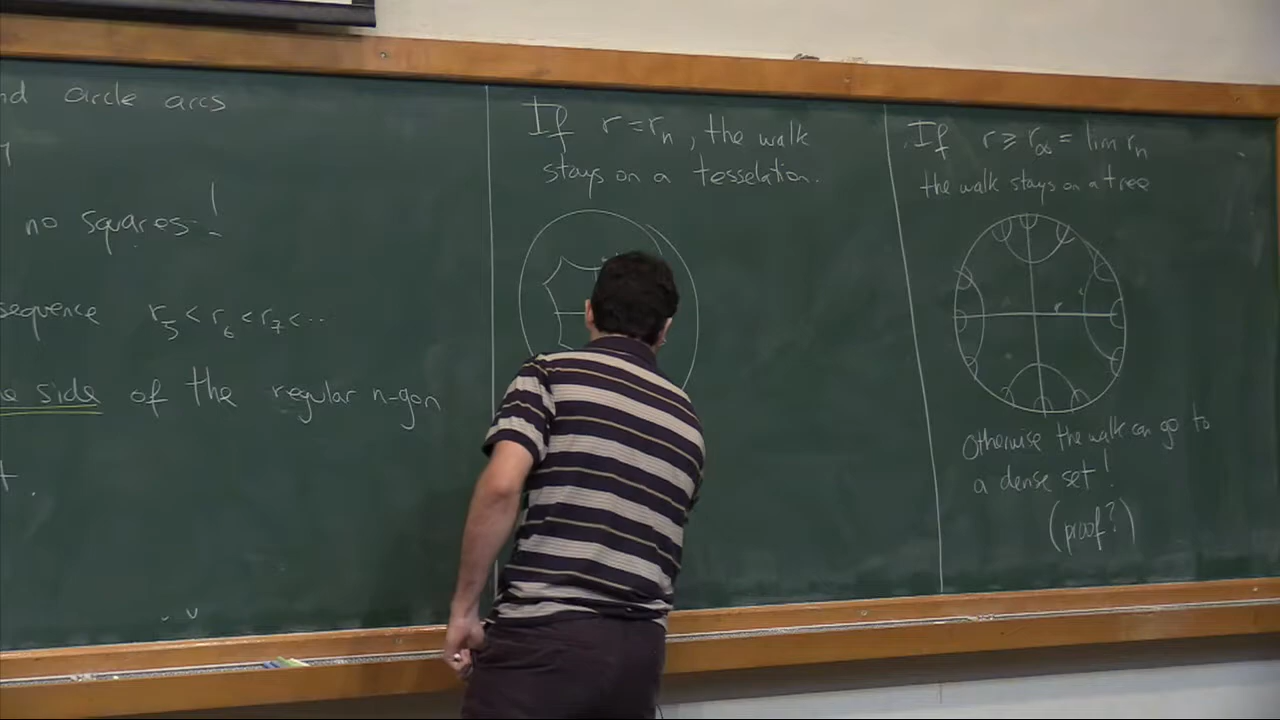 circle arcs
no squares!
sequence r₅ < r₆ < r₇ < ...
side of the regular n-gon
If r = rₙ, the walk
stays on a tesselation.
If r ≥ r∞ = lim rₙ
the walk stays on a tree
r
Otherwise the walk can go to
a dense set!
(proof?)